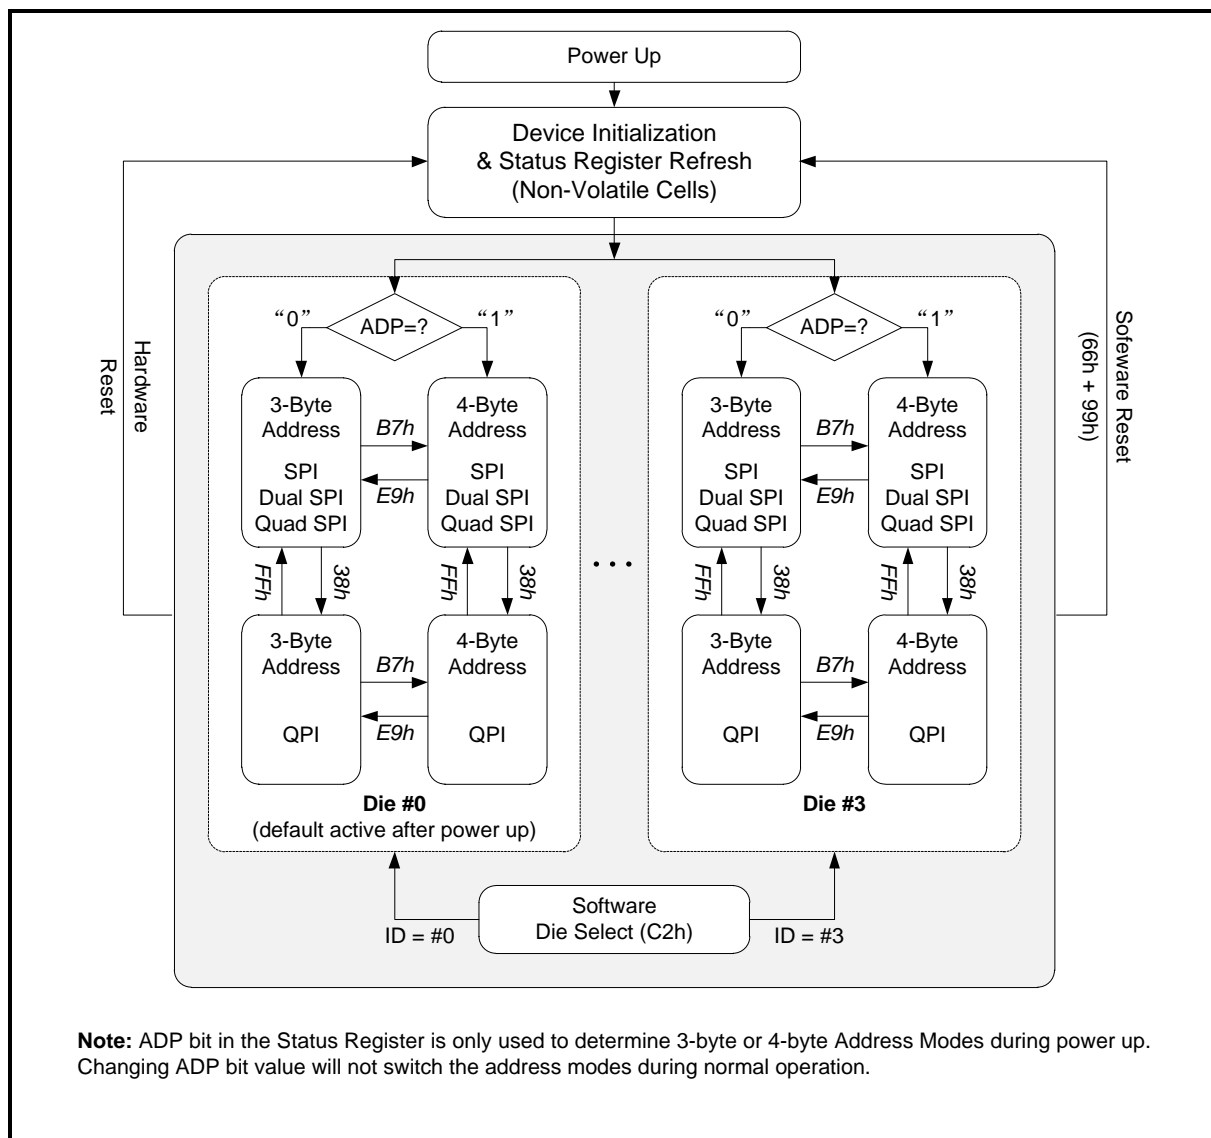 Power Up
Device Initialization
& Status Register Refresh
(Non-Volatile Cells)
Hardware
Reset
Sofeware Reset
(66h + 99h)
“0”
ADP=?
“1”
3-Byte
Address
SPI
Dual SPI
Quad SPI
B7h
E9h
4-Byte
Address
SPI
Dual SPI
Quad SPI
FFh
38h
FFh
38h
3-Byte
Address
QPI
B7h
E9h
4-Byte
Address
QPI
Die #0
(default active after power up)
...
“0”
ADP=?
“1”
3-Byte
Address
SPI
Dual SPI
Quad SPI
B7h
E9h
4-Byte
Address
SPI
Dual SPI
Quad SPI
FFh
38h
FFh
38h
3-Byte
Address
QPI
B7h
E9h
4-Byte
Address
QPI
Die #3
Software
Die Select (C2h)
ID = #0
ID = #3
Note: ADP bit in the Status Register is only used to determine 3-byte or 4-byte Address Modes during power up.
Changing ADP bit value will not switch the address modes during normal operation.